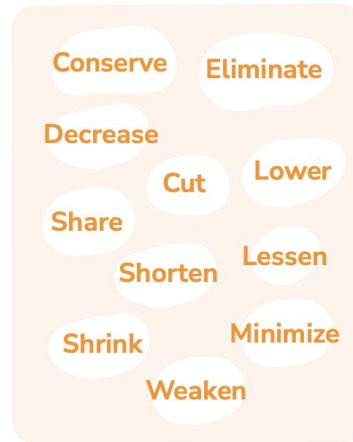 Conserve
Eliminate
Decrease
Lower
Cut
Share
Lessen
Shorten
Minimize
Shrink
Weaken